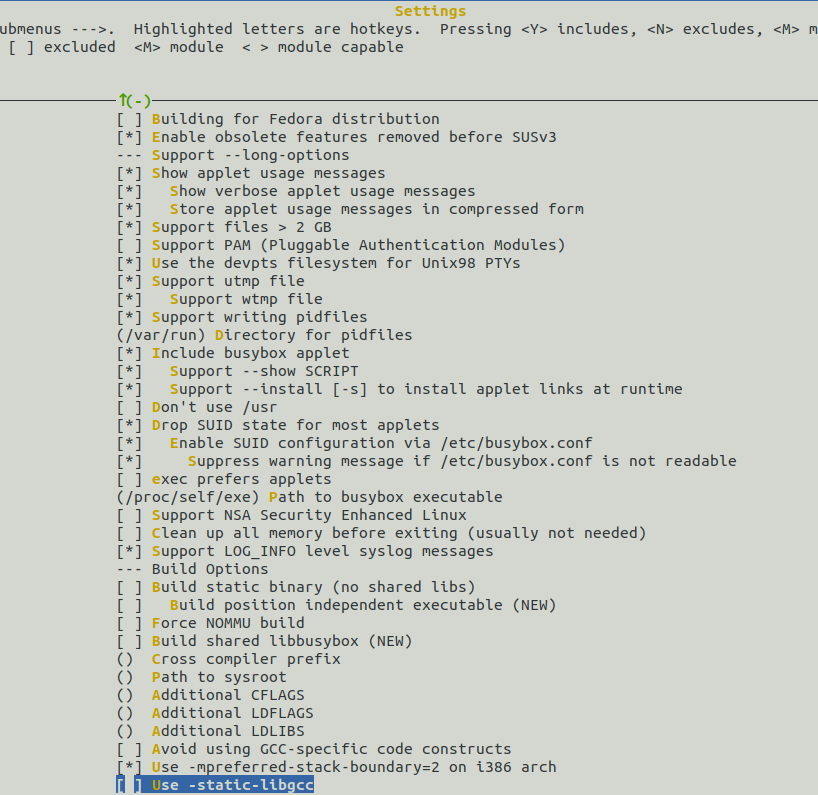 Settings
ubmenus --->.  Highlighted letters are hotkeys.  Pressing <Y> includes, <N> excludes, <M> m
[ ] excluded  <M> module  < > module capable
↑(-)
[ ] Building for Fedora distribution
[*] Enable obsolete features removed before SUSv3
--- Support --long-options
[*] Show applet usage messages
[*]   Show verbose applet usage messages
[*]   Store applet usage messages in compressed form
[*] Support files > 2 GB
[ ] Support PAM (Pluggable Authentication Modules)
[*] Use the devpts filesystem for Unix98 PTYs
[*] Support utmp file
[*]   Support wtmp file
[*] Support writing pidfiles
(/var/run) Directory for pidfiles
[*] Include busybox applet
[*]   Support --show SCRIPT
[*]   Support --install [-s] to install applet links at runtime
[ ] Don't use /usr
[*] Drop SUID state for most applets
[*]   Enable SUID configuration via /etc/busybox.conf
[*]     Suppress warning message if /etc/busybox.conf is not readable
[ ] exec prefers applets
(/proc/self/exe) Path to busybox executable
[ ] Support NSA Security Enhanced Linux
[ ] Clean up all memory before exiting (usually not needed)
[*] Support LOG_INFO level syslog messages
--- Build Options
[ ] Build static binary (no shared libs)
[ ]   Build position independent executable (NEW)
[ ] Force NOMMU build
[ ] Build shared libbusybox (NEW)
()  Cross compiler prefix
()  Path to sysroot
()  Additional CFLAGS
()  Additional LDFLAGS
()  Additional LDLIBS
[ ] Avoid using GCC-specific code constructs
[*] Use -mpreferred-stack-boundary=2 on i386 arch
[ ] Use -static-libgcc